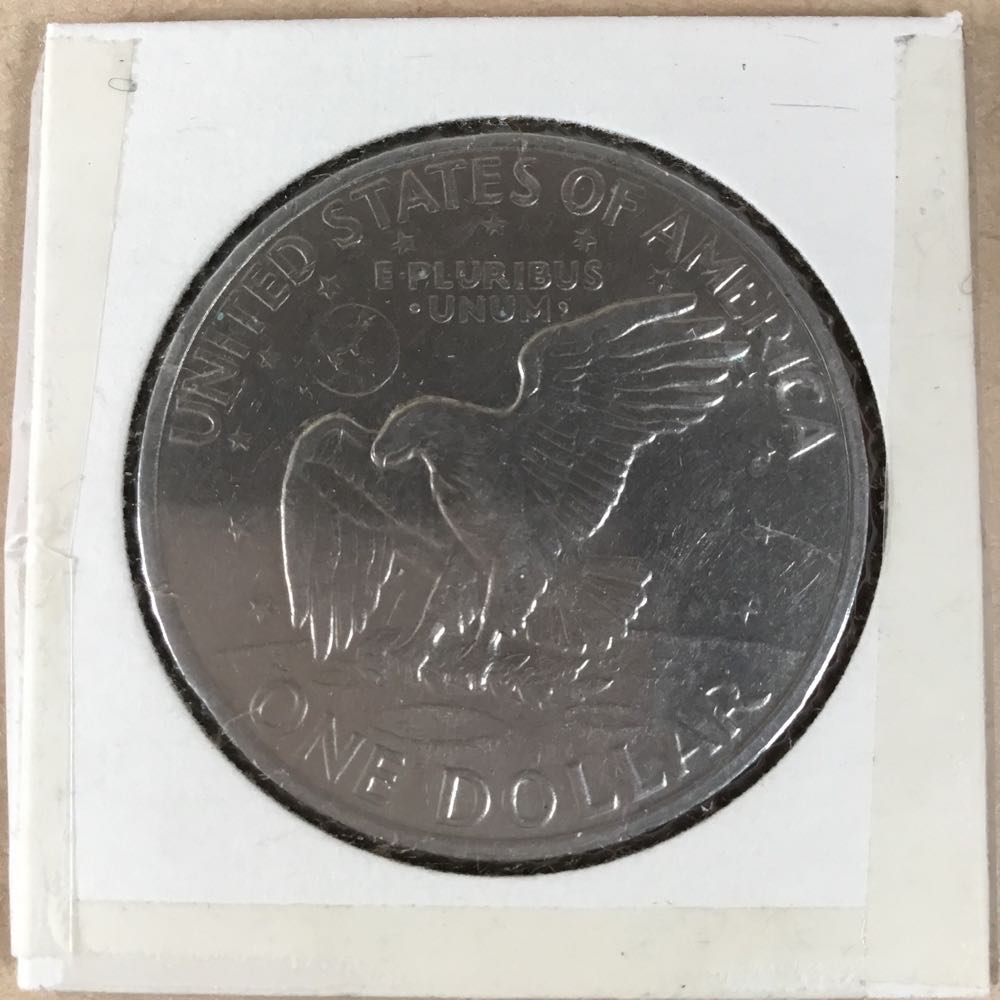 UNITED STATES OF AMERICA
E·PLURIBUS
·UNUM·
ONE DOLLAR